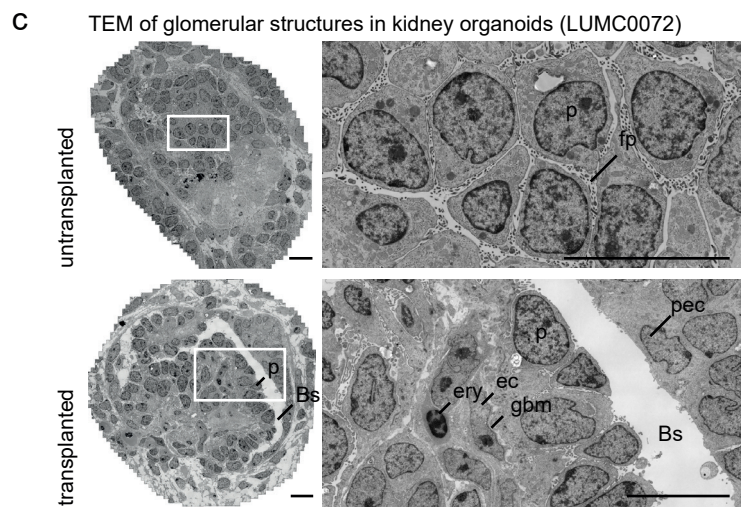 C
TEM of glomerular structures in kidney organoids (LUMC0072)
untransplanted
p
fp
transplanted
p
Bs
p
pec
ery
ec
gbm
Bs